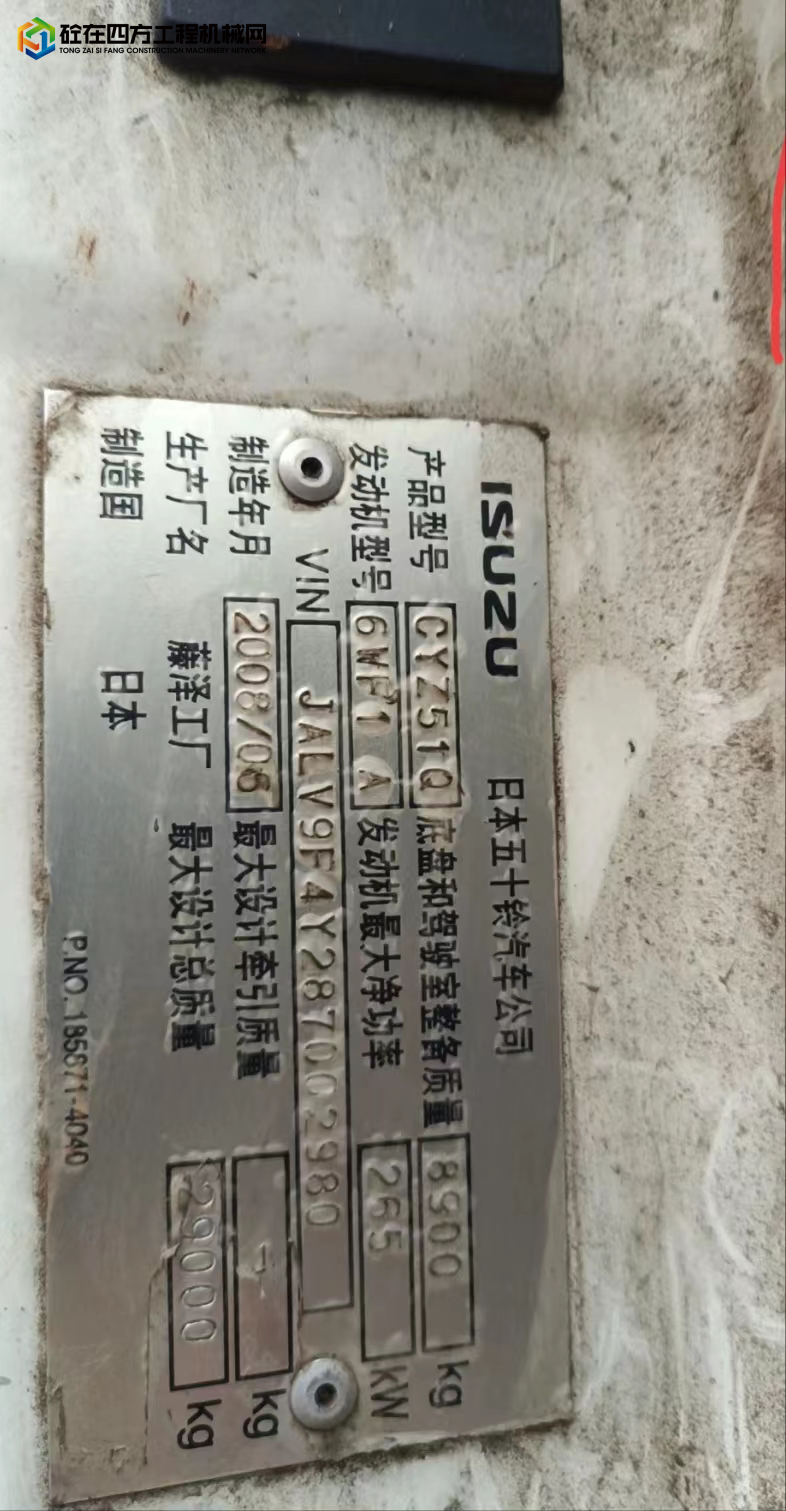 砼在四方工程机械网
TONG ZAI SI FANG CONSTRUCTION MACHINERY NETWORK
ISUZU 日本五十铃汽车公司
产品型号 CYZ51Q 底盘和驾驶室整备质量 8900 kg
发动机型号 6WF1 A 发动机最大净功率 265 kW
VIN JALV9F4Y287002980
制造年月 2008/06 最大设计牵引质量 - kg
生产厂名 藤泽工厂 最大设计总质量 29000 kg
制造国 日本
P.NO. 185871-4040